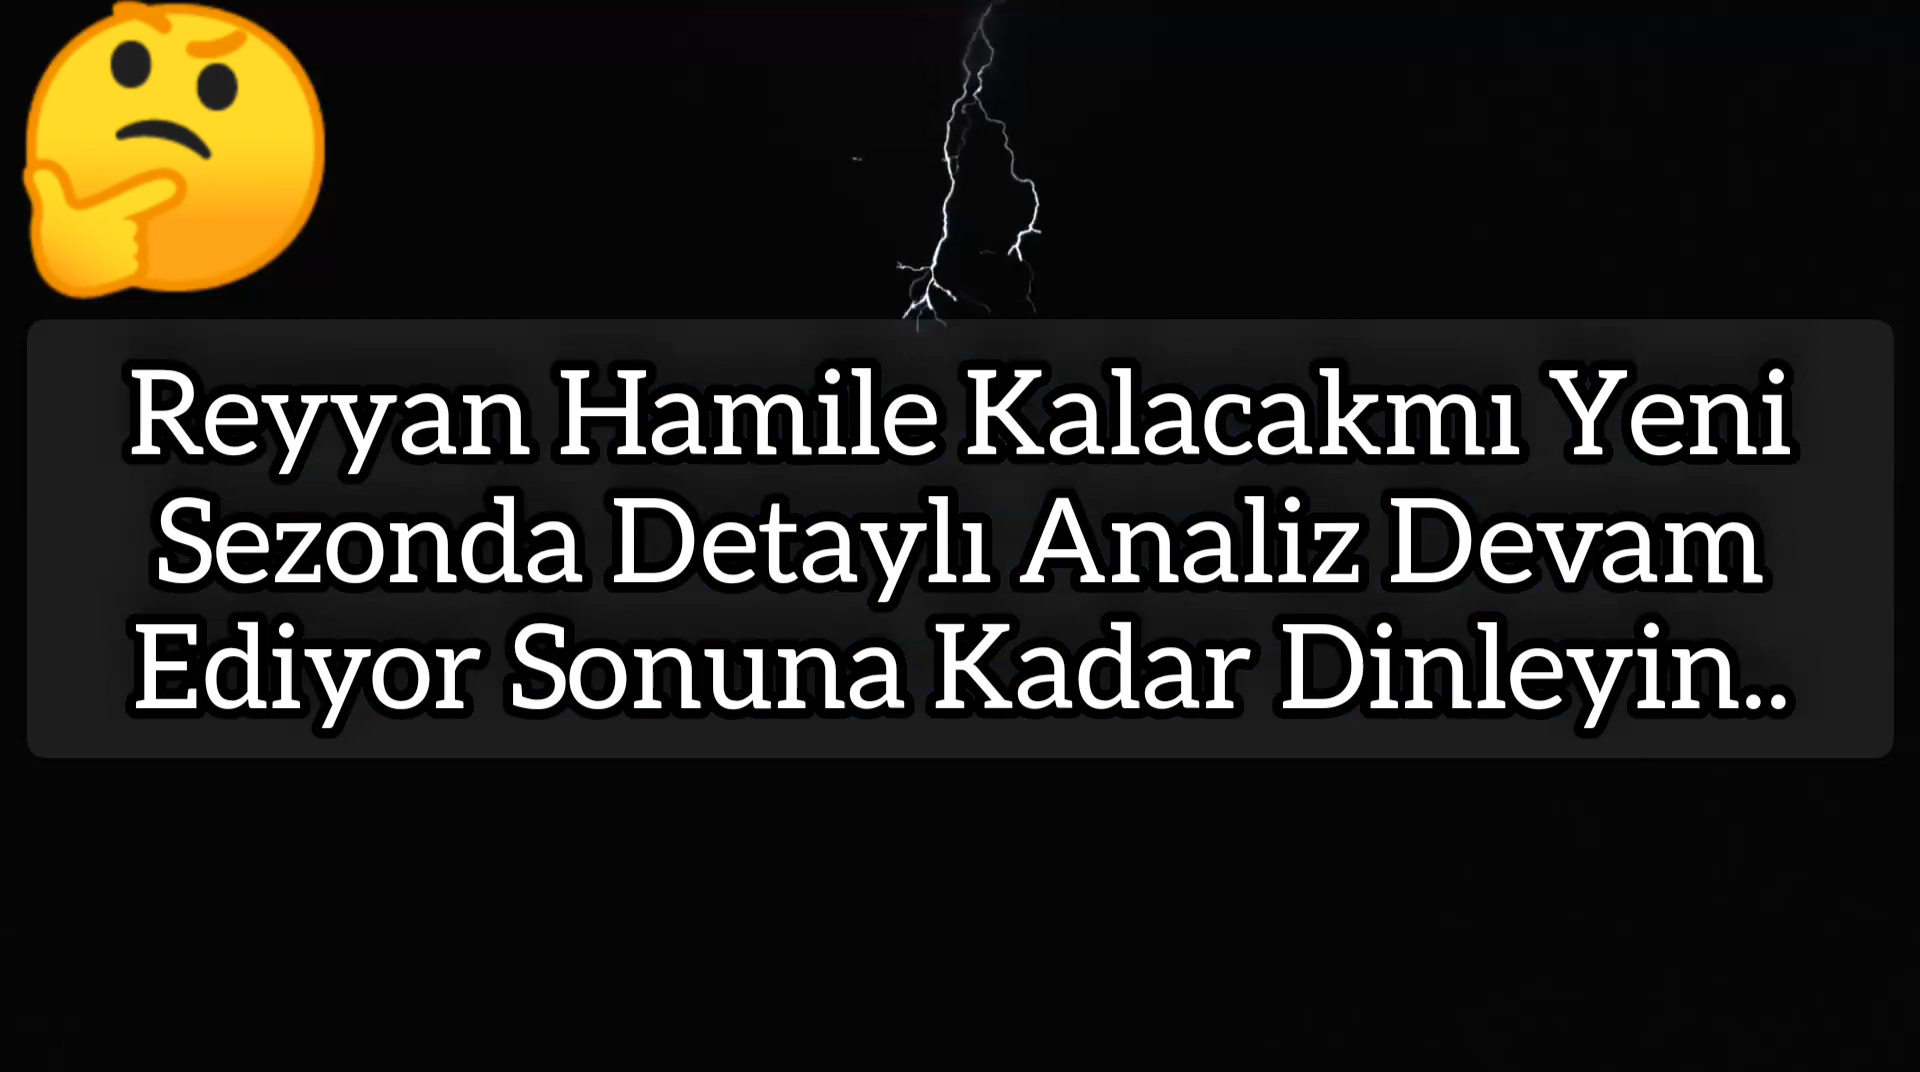 Reyyan Hamile Kalacakmı Yeni
Sezonda Detaylı Analiz Devam
Ediyor Sonuna Kadar Dinleyin..